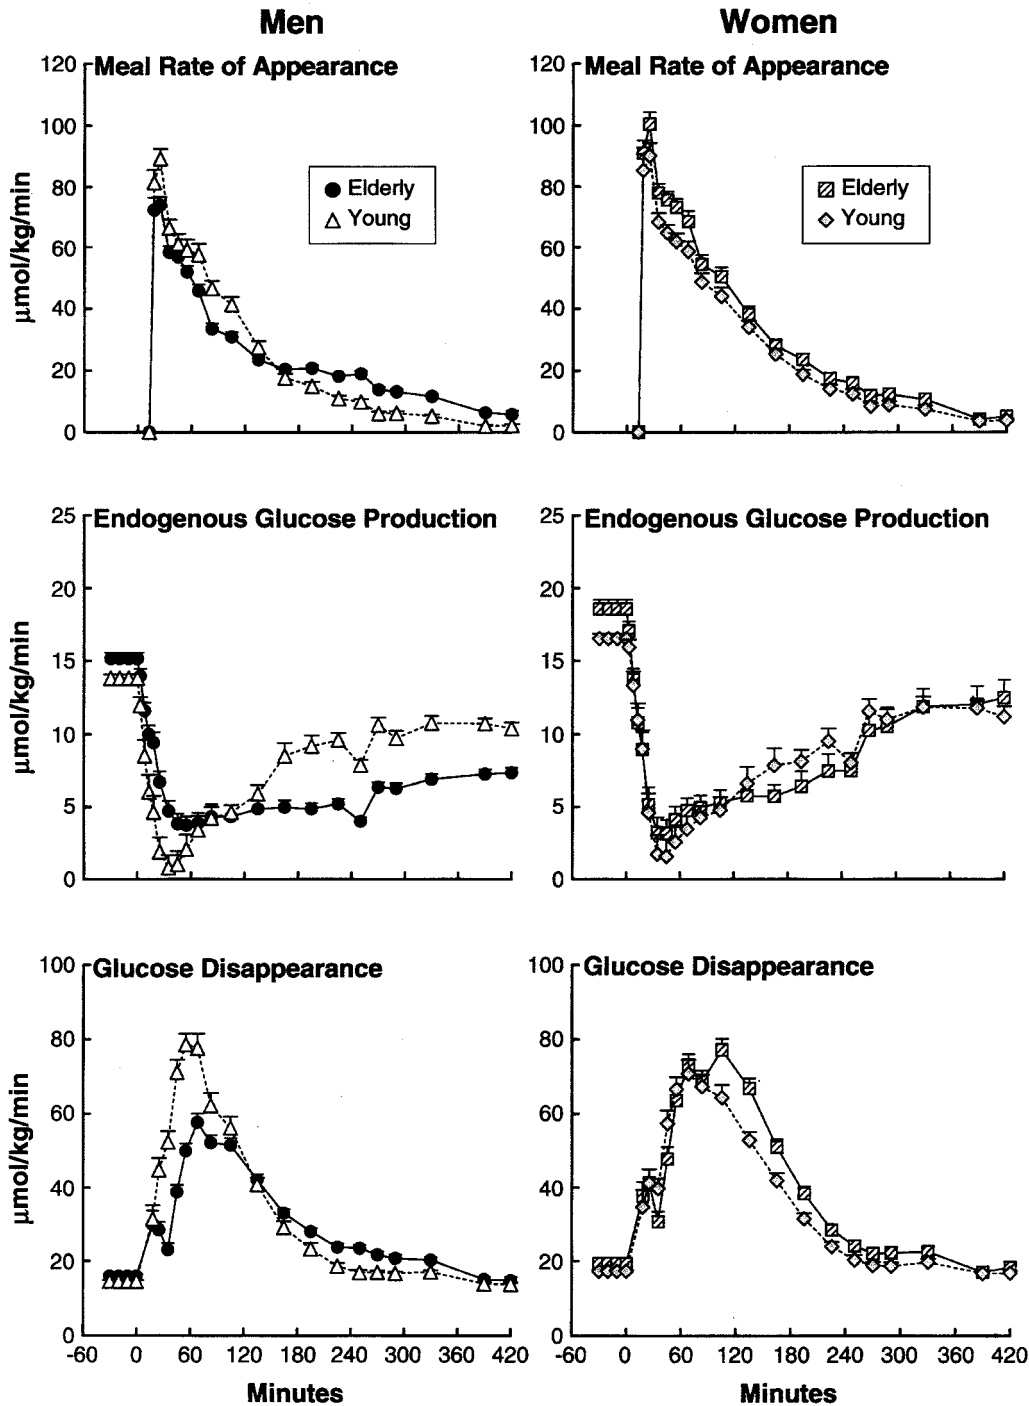 Men Women
Meal Rate of Appearance Meal Rate of Appearance
120 120
100 100
80 80
60 60
40 40
20 20
0 0
μmol/kg/min
Elderly Elderly
Young Young
Endogenous Glucose Production Endogenous Glucose Production
25 25
20 20
15 15
10 10
5 5
0 0
μmol/kg/min
Glucose Disappearance Glucose Disappearance
100 100
80 80
60 60
40 40
20 20
0 0
μmol/kg/min
-60 0 60 120 180 240 300 360 420 -60 0 60 120 180 240 300 360 420
Minutes Minutes